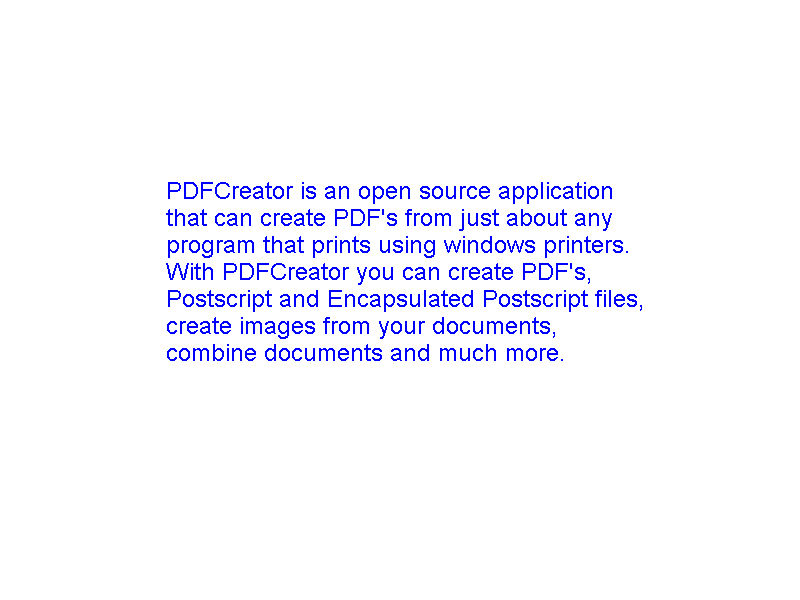 PDFCreator is an open source application
that can create PDF's from just about any
program that prints using windows printers.
With PDFCreator you can create PDF's,
Postscript and Encapsulated Postscript files,
create images from your documents,
combine documents and much more.